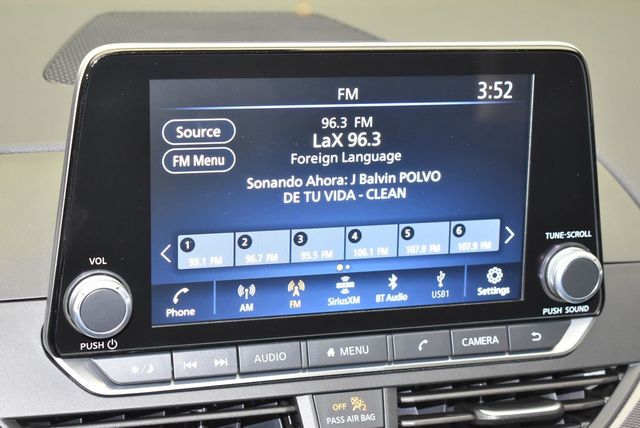 FM
3:52
96.3 FM
LaX 96.3
Foreign Language
Source
FM Menu
Sonando Ahora: J Balvin POLVO
DE TU VIDA - CLEAN
1 2 3 4 5 6
99.1 FM 96.7 FM 95.5 FM 106.1 FM 107.9 FM 107.9 FM
Phone AM FM SiriusXM BT Audio USB1 Settings
VOL
PUSH
TUNE·SCROLL
PUSH SOUND
AUDIO MENU CAMERA
OFF 2
PASS AIR BAG